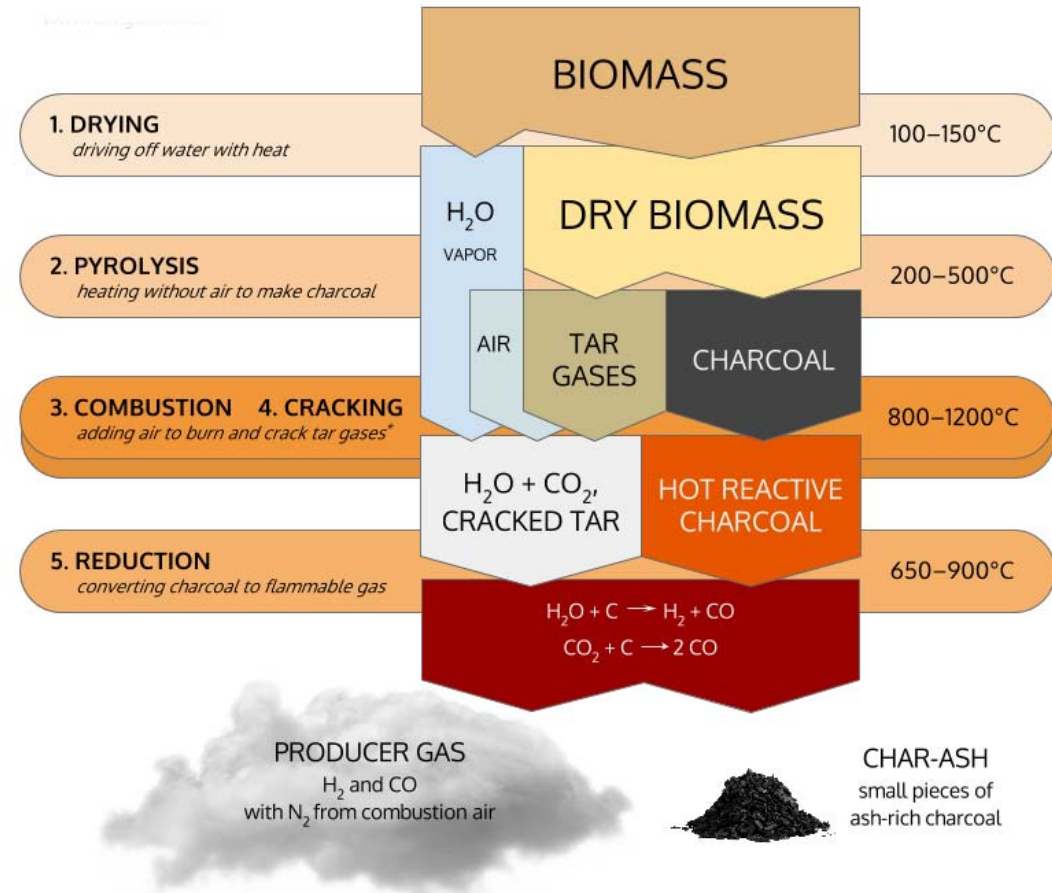 BIOMASS
1. DRYING
driving off water with heat
100–150°C
H₂O
VAPOR
DRY BIOMASS
2. PYROLYSIS
heating without air to make charcoal
200–500°C
AIR
TAR
GASES
CHARCOAL
3. COMBUSTION 4. CRACKING
adding air to burn and crack tar gases*
800–1200°C
H₂O + CO₂,
CRACKED TAR
HOT REACTIVE
CHARCOAL
5. REDUCTION
converting charcoal to flammable gas
650–900°C
H₂O + C → H₂ + CO
CO₂ + C → 2 CO
PRODUCER GAS
H₂ and CO
with N₂ from combustion air
CHAR-ASH
small pieces of
ash-rich charcoal